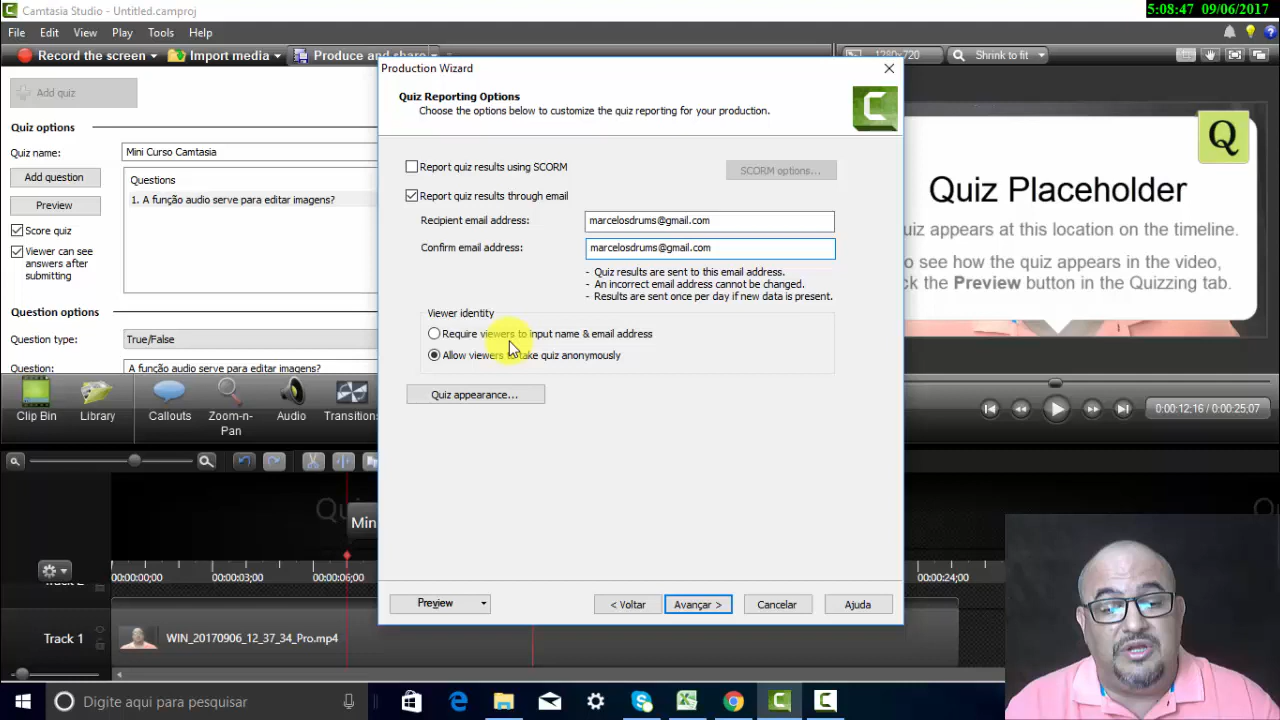 Camtasia Studio - Untitled.camproj
5:08:47 09/06/2017
File Edit View Play Tools Help
Record the screen Import media Produce and share
1280x720 Shrink to fit
Add quiz
Quiz options
Quiz name: Mini Curso Camtasia
Add question
Preview
Questions
1. A função audio serve para editar imagens?
Score quiz
Viewer can see
answers after
submitting
Question options
Question type: True/False
Question: A função audio serve para editar imagens?
Production Wizard
Quiz Reporting Options
Choose the options below to customize the quiz reporting for your production.
Report quiz results using SCORM
SCORM options...
Report quiz results through email
Recipient email address: marcelosdrums@gmail.com
Confirm email address: marcelosdrums@gmail.com
- Quiz results are sent to this email address.
- An incorrect email address cannot be changed.
- Results are sent once per day if new data is present.
Viewer identity
Require viewers to input name & email address
Allow viewers to take quiz anonymously
Quiz appearance...
Preview < Voltar Avançar > Cancelar Ajuda
Q
Quiz Placeholder
uiz appears at this location on the timeline.
o see how the quiz appears in the video,
ck the Preview button in the Quizzing tab.
Clip Bin Library Callouts Zoom-n-
Pan Audio Transition
0:00:12;16 / 0:00:25;07
Min
00:00:00;00 00:00:03;00 00:00:06;00 00:00:24;00
Track 2
Track 1 WIN_20170906_12_37_34_Pro.mp4
Digite aqui para pesquisar